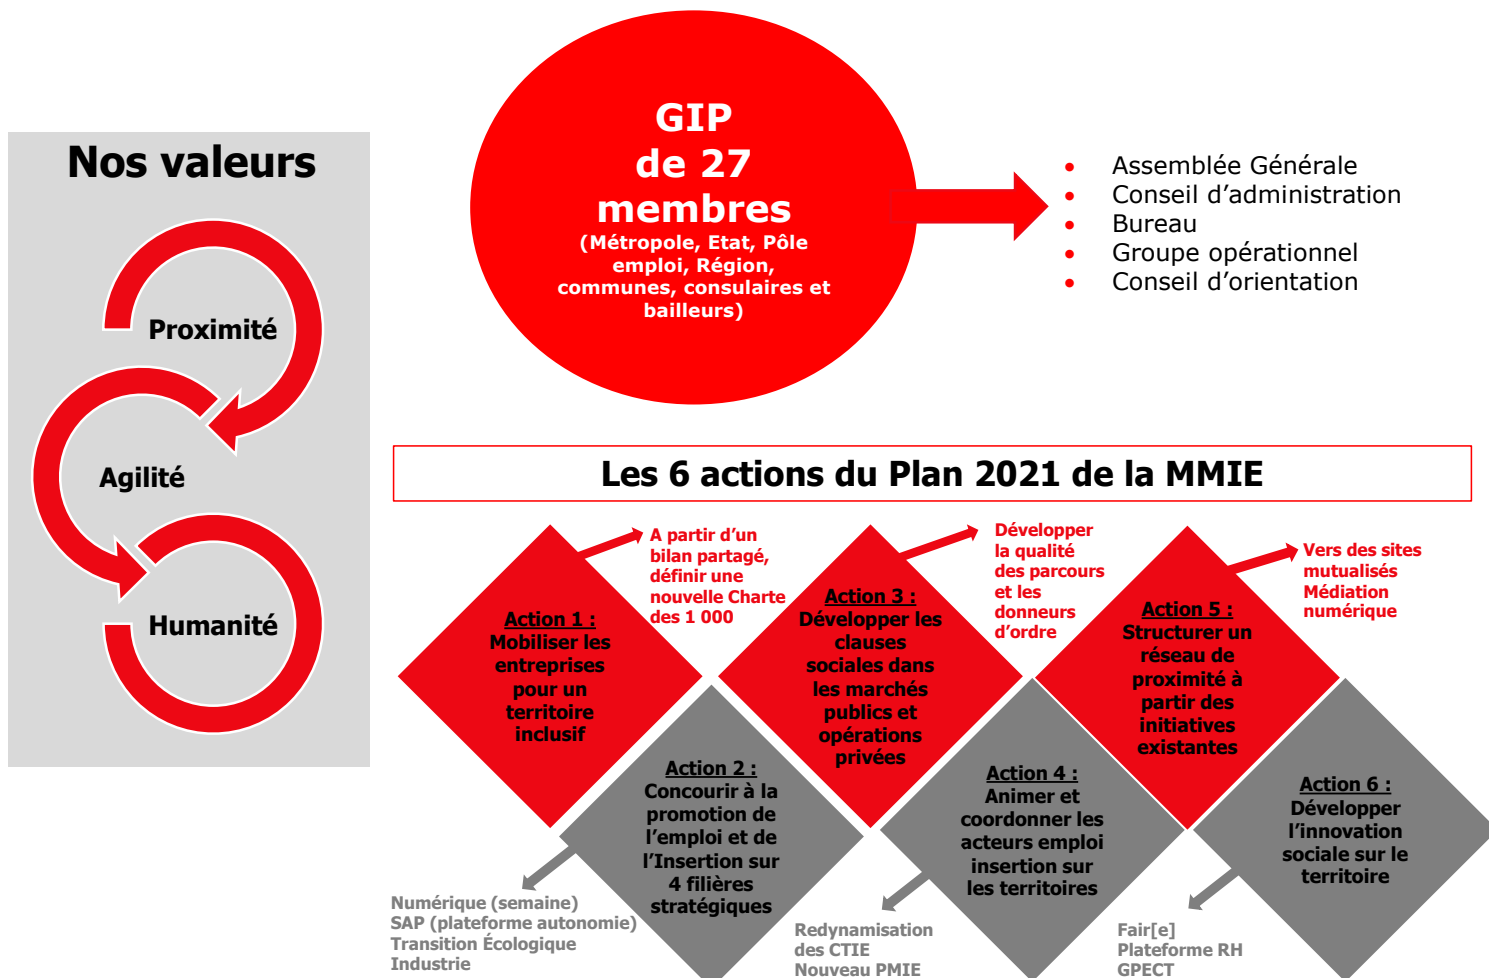 Nos valeurs
Proximité
Agilité
Humanité
GIP
de 27
membres
(Métropole, Etat, Pôle
emploi, Région,
communes, consulaires et
bailleurs)
• Assemblée Générale
• Conseil d’administration
• Bureau
• Groupe opérationnel
• Conseil d’orientation
Les 6 actions du Plan 2021 de la MMIE
Action 1 :
Mobiliser les
entreprises
pour un
territoire
inclusif
A partir d’un
bilan partagé,
définir une
nouvelle Charte
des 1 000
Action 2 :
Concourir à la
promotion de
l’emploi et de
l’Insertion sur
4 filières
stratégiques
Numérique (semaine)
SAP (plateforme autonomie)
Transition Écologique
Industrie
Action 3 :
Développer les
clauses
sociales dans
les marchés
publics et
opérations
privées
Développer
la qualité
des parcours
et les
donneurs
d’ordre
Action 4 :
Animer et
coordonner les
acteurs emploi
insertion sur
les territoires
Redynamisation
des CTIE
Nouveau PMIE
Action 5 :
Structurer un
réseau de
proximité à
partir des
initiatives
existantes
Vers des sites
mutualisés
Médiation
numérique
Action 6 :
Développer
l’innovation
sociale sur le
territoire
Fair[e]
Plateforme RH
GPECT